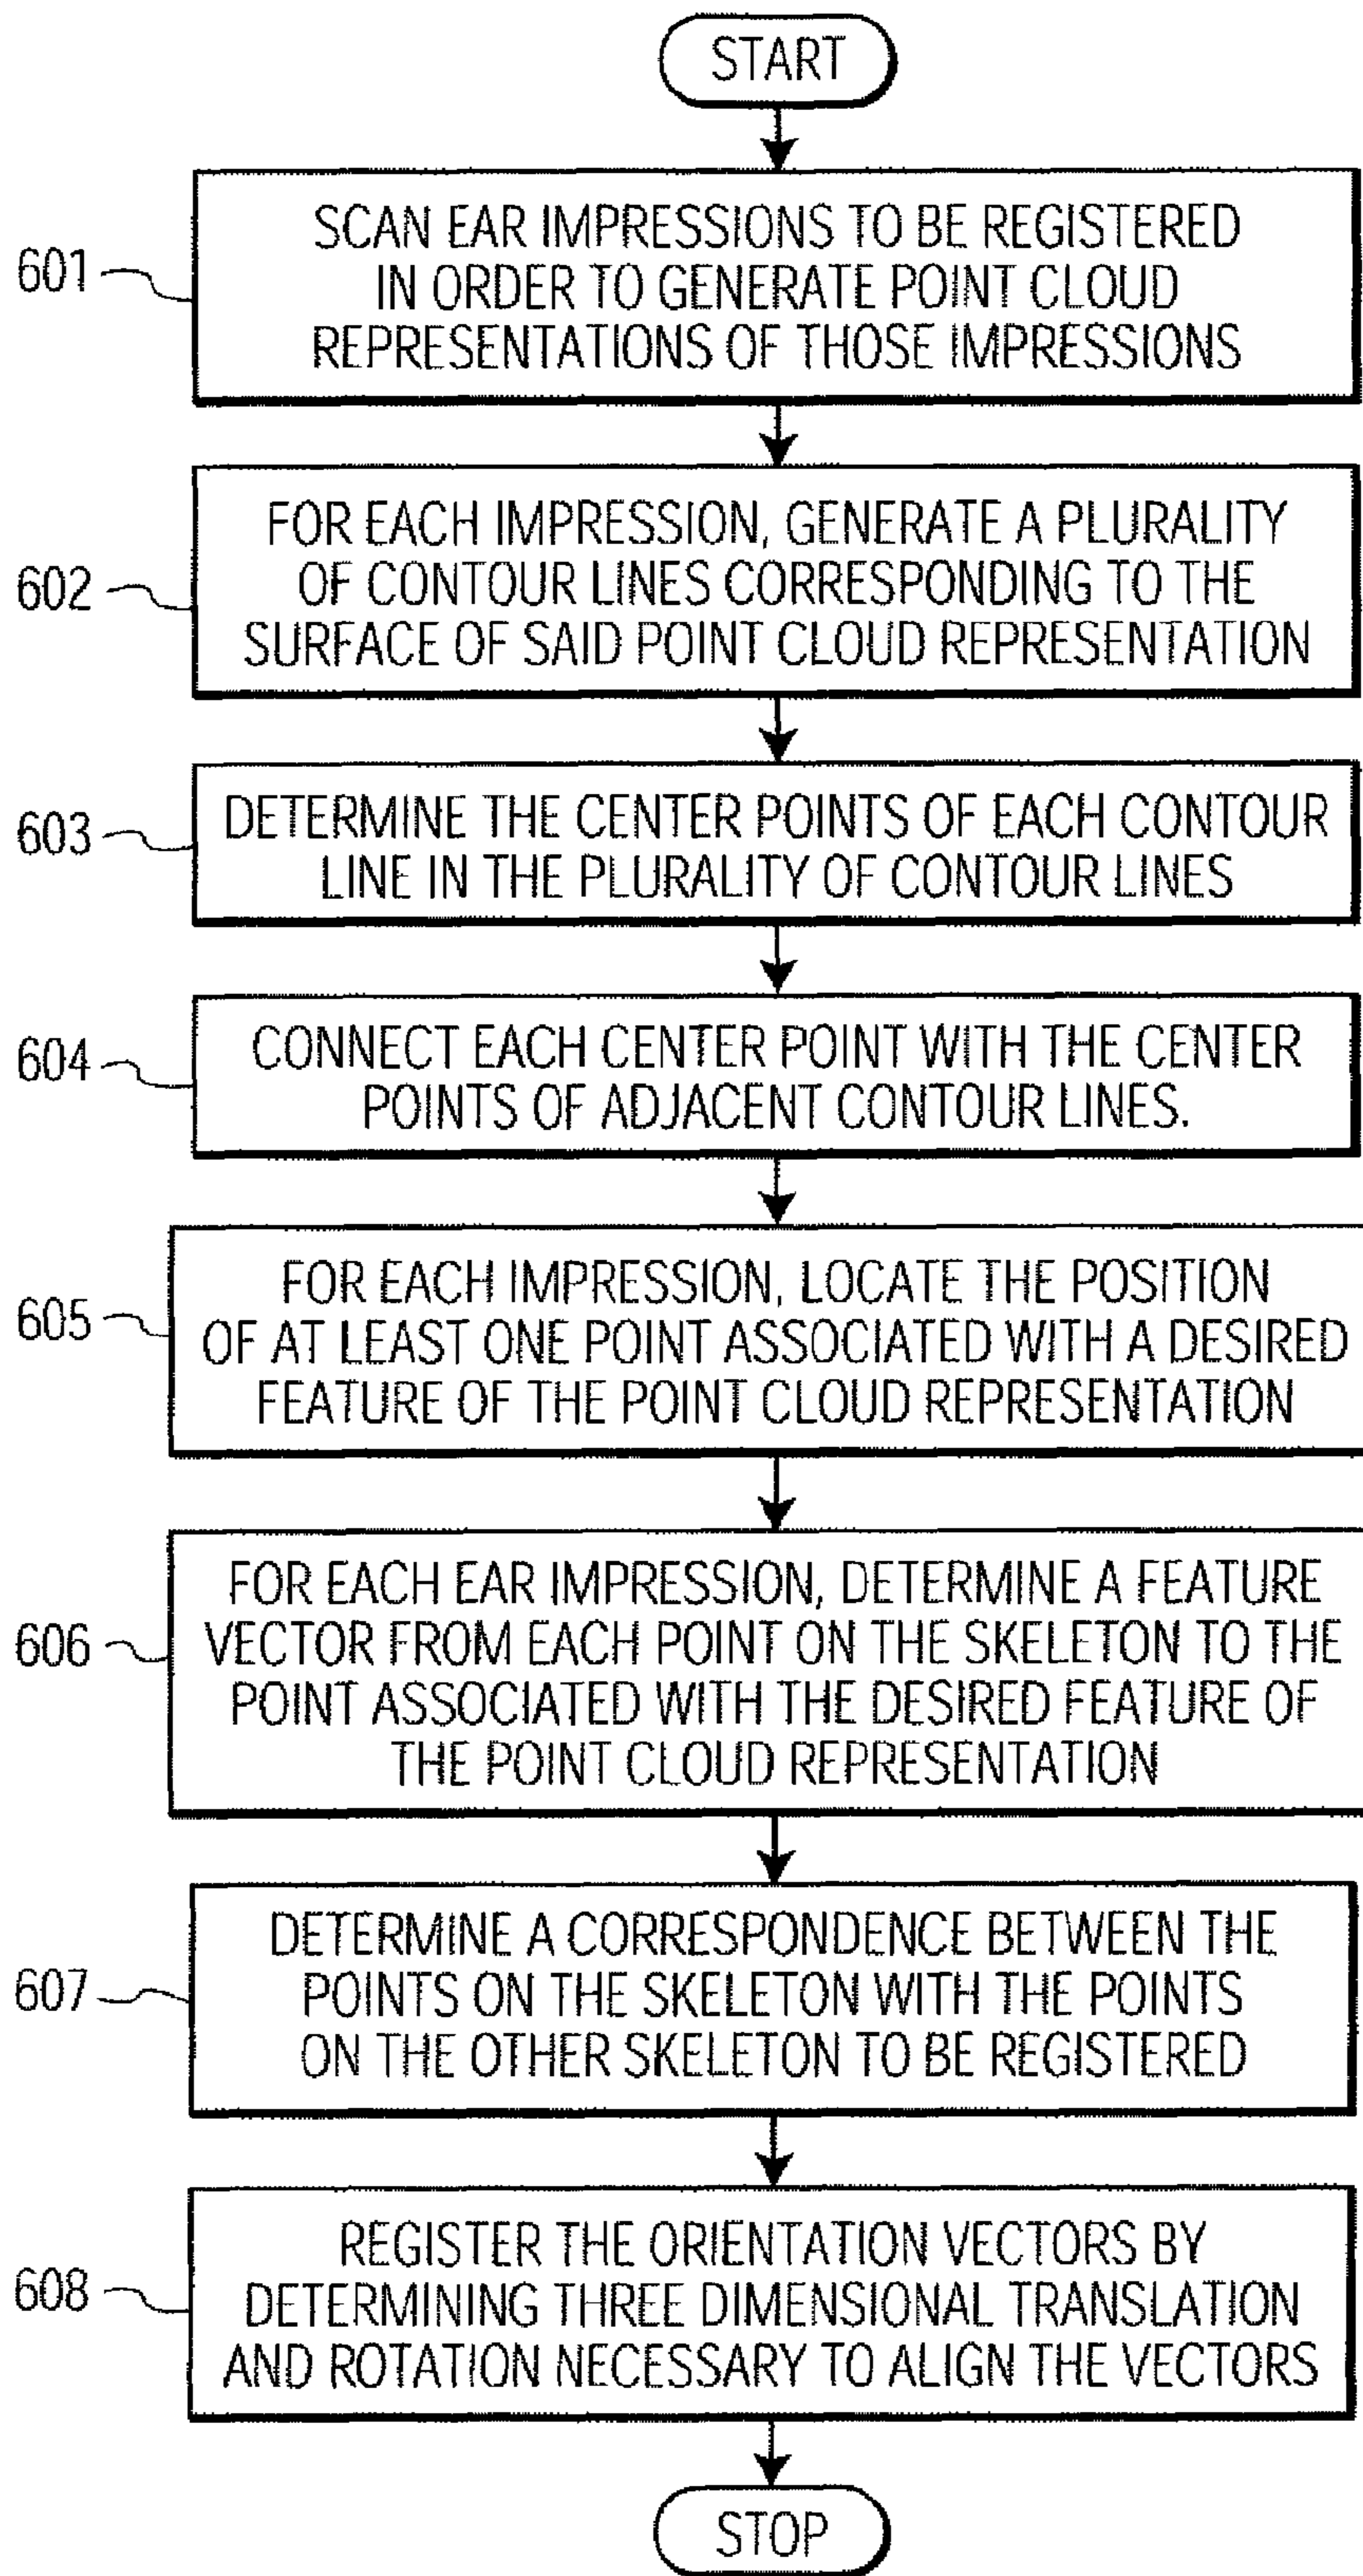 START
601
SCAN EAR IMPRESSIONS TO BE REGISTERED
IN ORDER TO GENERATE POINT CLOUD
REPRESENTATIONS OF THOSE IMPRESSIONS
602
FOR EACH IMPRESSION, GENERATE A PLURALITY
OF CONTOUR LINES CORRESPONDING TO THE
SURFACE OF SAID POINT CLOUD REPRESENTATION
603
DETERMINE THE CENTER POINTS OF EACH CONTOUR
LINE IN THE PLURALITY OF CONTOUR LINES
604
CONNECT EACH CENTER POINT WITH THE CENTER
POINTS OF ADJACENT CONTOUR LINES.
605
FOR EACH IMPRESSION, LOCATE THE POSITION
OF AT LEAST ONE POINT ASSOCIATED WITH A DESIRED
FEATURE OF THE POINT CLOUD REPRESENTATION
606
FOR EACH EAR IMPRESSION, DETERMINE A FEATURE
VECTOR FROM EACH POINT ON THE SKELETON TO THE
POINT ASSOCIATED WITH THE DESIRED FEATURE OF
THE POINT CLOUD REPRESENTATION
607
DETERMINE A CORRESPONDENCE BETWEEN THE
POINTS ON THE SKELETON WITH THE POINTS
ON THE OTHER SKELETON TO BE REGISTERED
608
REGISTER THE ORIENTATION VECTORS BY
DETERMINING THREE DIMENSIONAL TRANSLATION
AND ROTATION NECESSARY TO ALIGN THE VECTORS
STOP